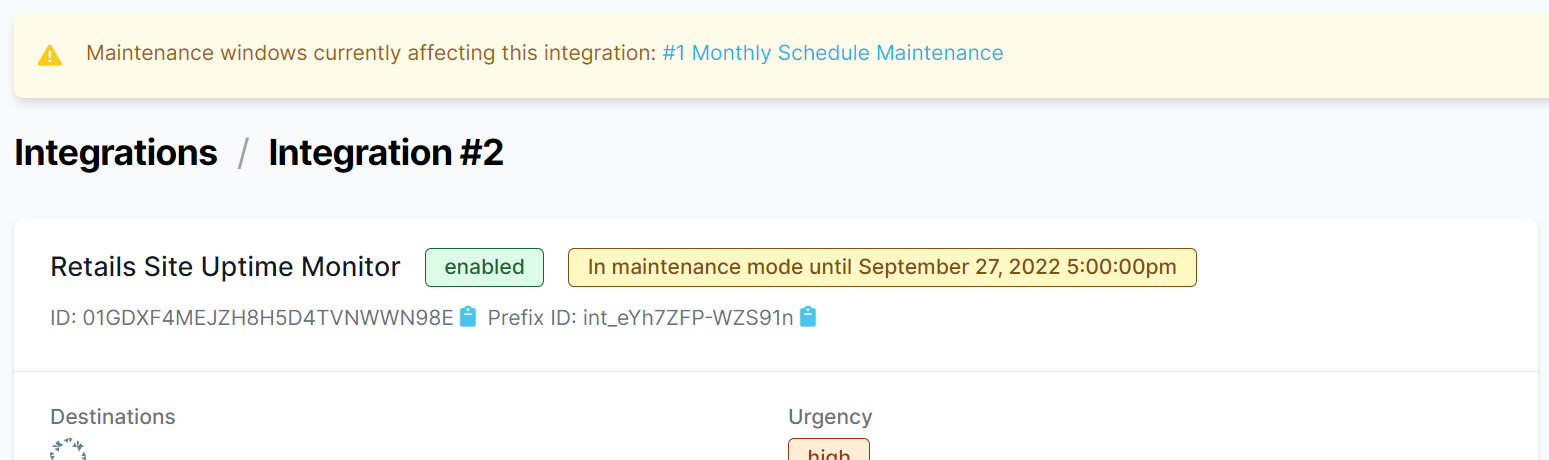 Maintenance windows currently affecting this integration: #1 Monthly Schedule Maintenance
Integrations / Integration #2
Retails Site Uptime Monitor enabled In maintenance mode until September 27, 2022 5:00:00pm
ID: 01GDXF4MEJZH8H5D4TVNWWN98E Prefix ID: int_eYh7ZFP-WZS91n
Destinations Urgency
high